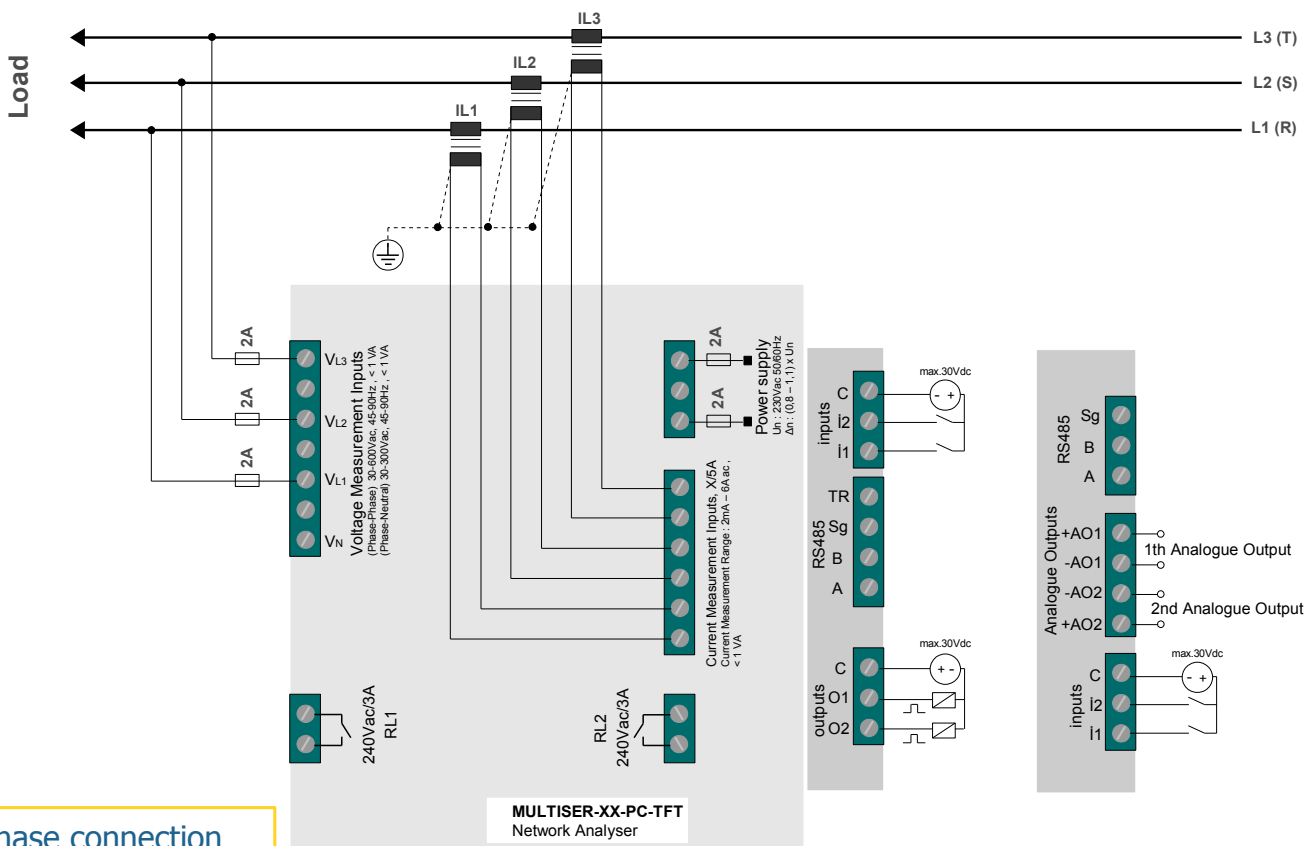 IL3
L3 (T)
IL2
L2 (S)
IL1
L1 (R)
Load
2A
2A
2A
VL3
VL2
VL1
VN
Voltage Measurement Inputs
(Phase-Phase) 30-600Vac, 45-90Hz , < 1 VA
(Phase-Neutral) 30-300Vac, 45-90Hz , < 1 VA
2A
2A
Power supply
Un : 230Vac 50/60Hz
Δn : (0,8 – 1,1) x Un
Current Measurement Inputs, X/5A
Current Measurement Range : 2mA – 6A ac ,
< 1 VA
240Vac/3A
RL1
RL2
240Vac/3A
MULTISER-XX-PC-TFT
Network Analyser
max.30Vdc
inputs
C
İ2
İ1
RS485
TR
Sg
B
A
max.30Vdc
outputs
C
O1
O2
RS485
Sg
B
A
Analogue Outputs
+AO1
-AO1
-AO2
+AO2
1th Analogue Output
2nd Analogue Output
max.30Vdc
inputs
C
İ2
İ1
connection